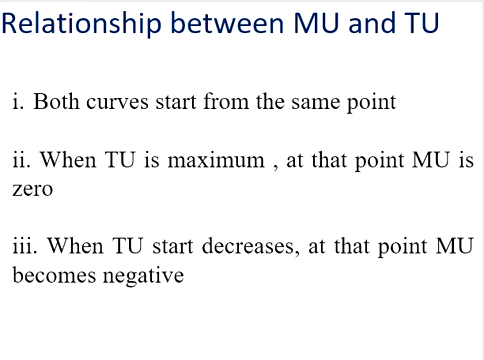 Relationship between MU and TU
i. Both curves start from the same point
ii. When TU is maximum , at that point MU is
zero
iii. When TU start decreases, at that point MU
becomes negative